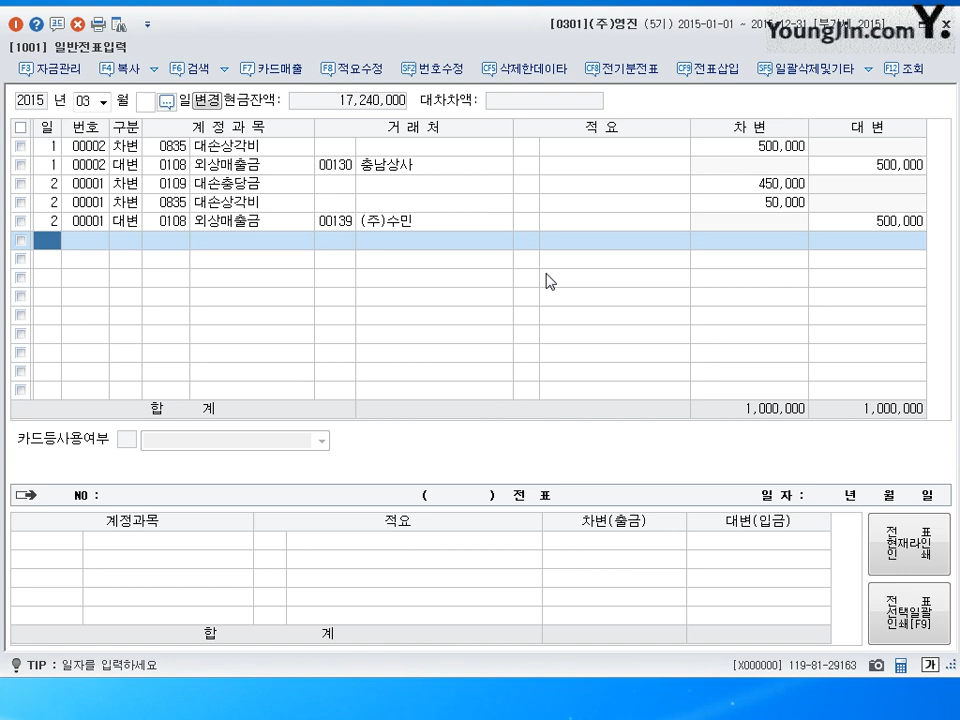 [0301](주)영진 (5기) 2015-01-01 ~ 2015-12-31 [부가세 2015]
YoungJin.com Y.
[1001] 일반전표입력
F3 자금관리 F4 복사 F6 검색 F7 카드매출 F8 적요수정 SF2 번호수정 CF5 삭제한데이타 CF8 전기분전표 CF9 전표삽입 SF5 일괄삭제및기타 F12 조회
2015 년 03 월 일 변경 현금잔액: 17,240,000 대차차액:
일 번호 구분 계 정 과 목 거 래 처 적 요 차 변 대 변
1 00002 차변 0835 대손상각비 500,000
1 00002 대변 0108 외상매출금 00130 충남상사 500,000
2 00001 차변 0109 대손충당금 450,000
2 00001 차변 0835 대손상각비 50,000
2 00001 대변 0108 외상매출금 00139 (주)수민 500,000
합 계 1,000,000 1,000,000
카드등사용여부
NO : ( ) 전 표 일 자 : 년 월 일
계정과목 적요 차변(출금) 대변(입금)
전 표
현재라인
인 쇄
전 표
선택일괄
인쇄[F9]
합 계
TIP : 일자를 입력하세요 [X000000] 119-81-29163 가